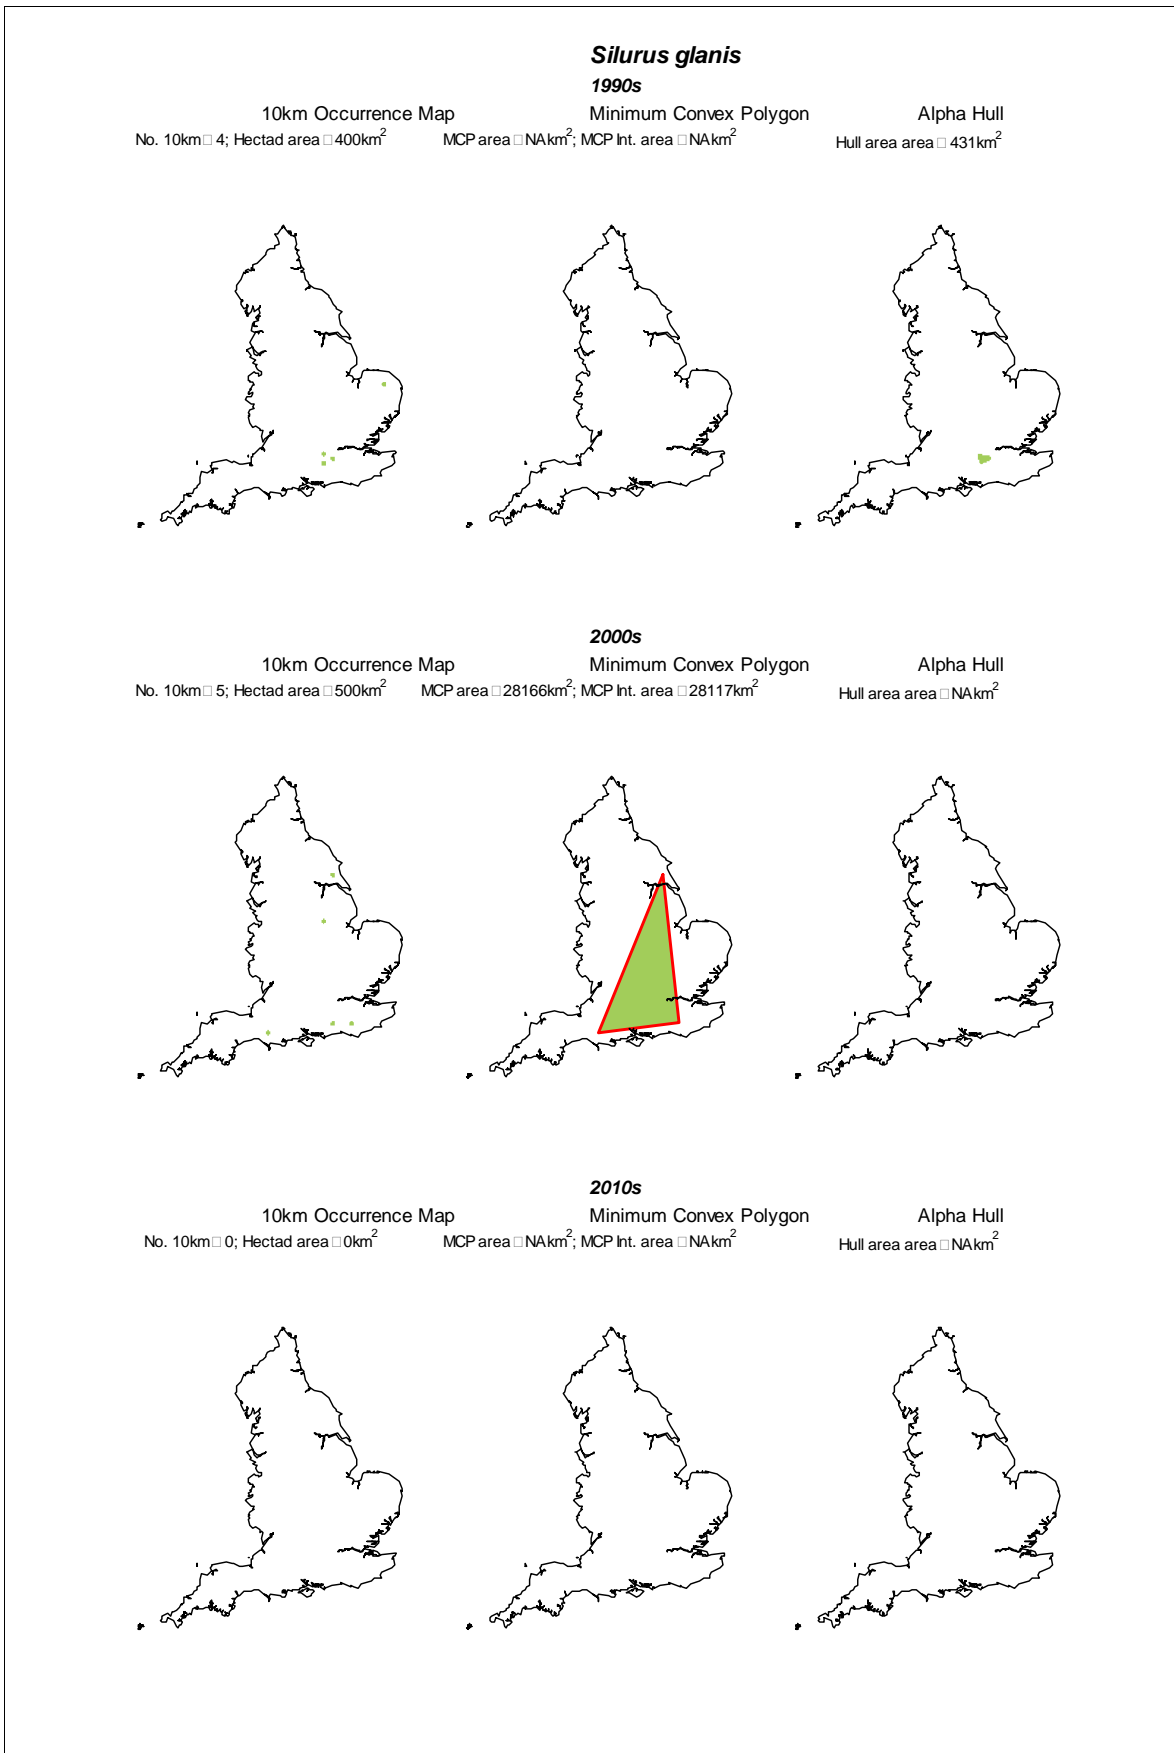 Silurus glanis
1990s
10km Occurrence Map Minimum Convex Polygon Alpha Hull
No. 10km□4; Hectad area□400km² MCP area□NAkm²; MCP Int. area□NAkm² Hull area area□431km²
2000s
10km Occurrence Map Minimum Convex Polygon Alpha Hull
No. 10km□5; Hectad area□500km² MCP area□28166km²; MCP Int. area□28117km² Hull area area□NAkm²
2010s
10km Occurrence Map Minimum Convex Polygon Alpha Hull
No. 10km□0; Hectad area□0km² MCP area□NAkm²; MCP Int. area□NAkm² Hull area area□NAkm²